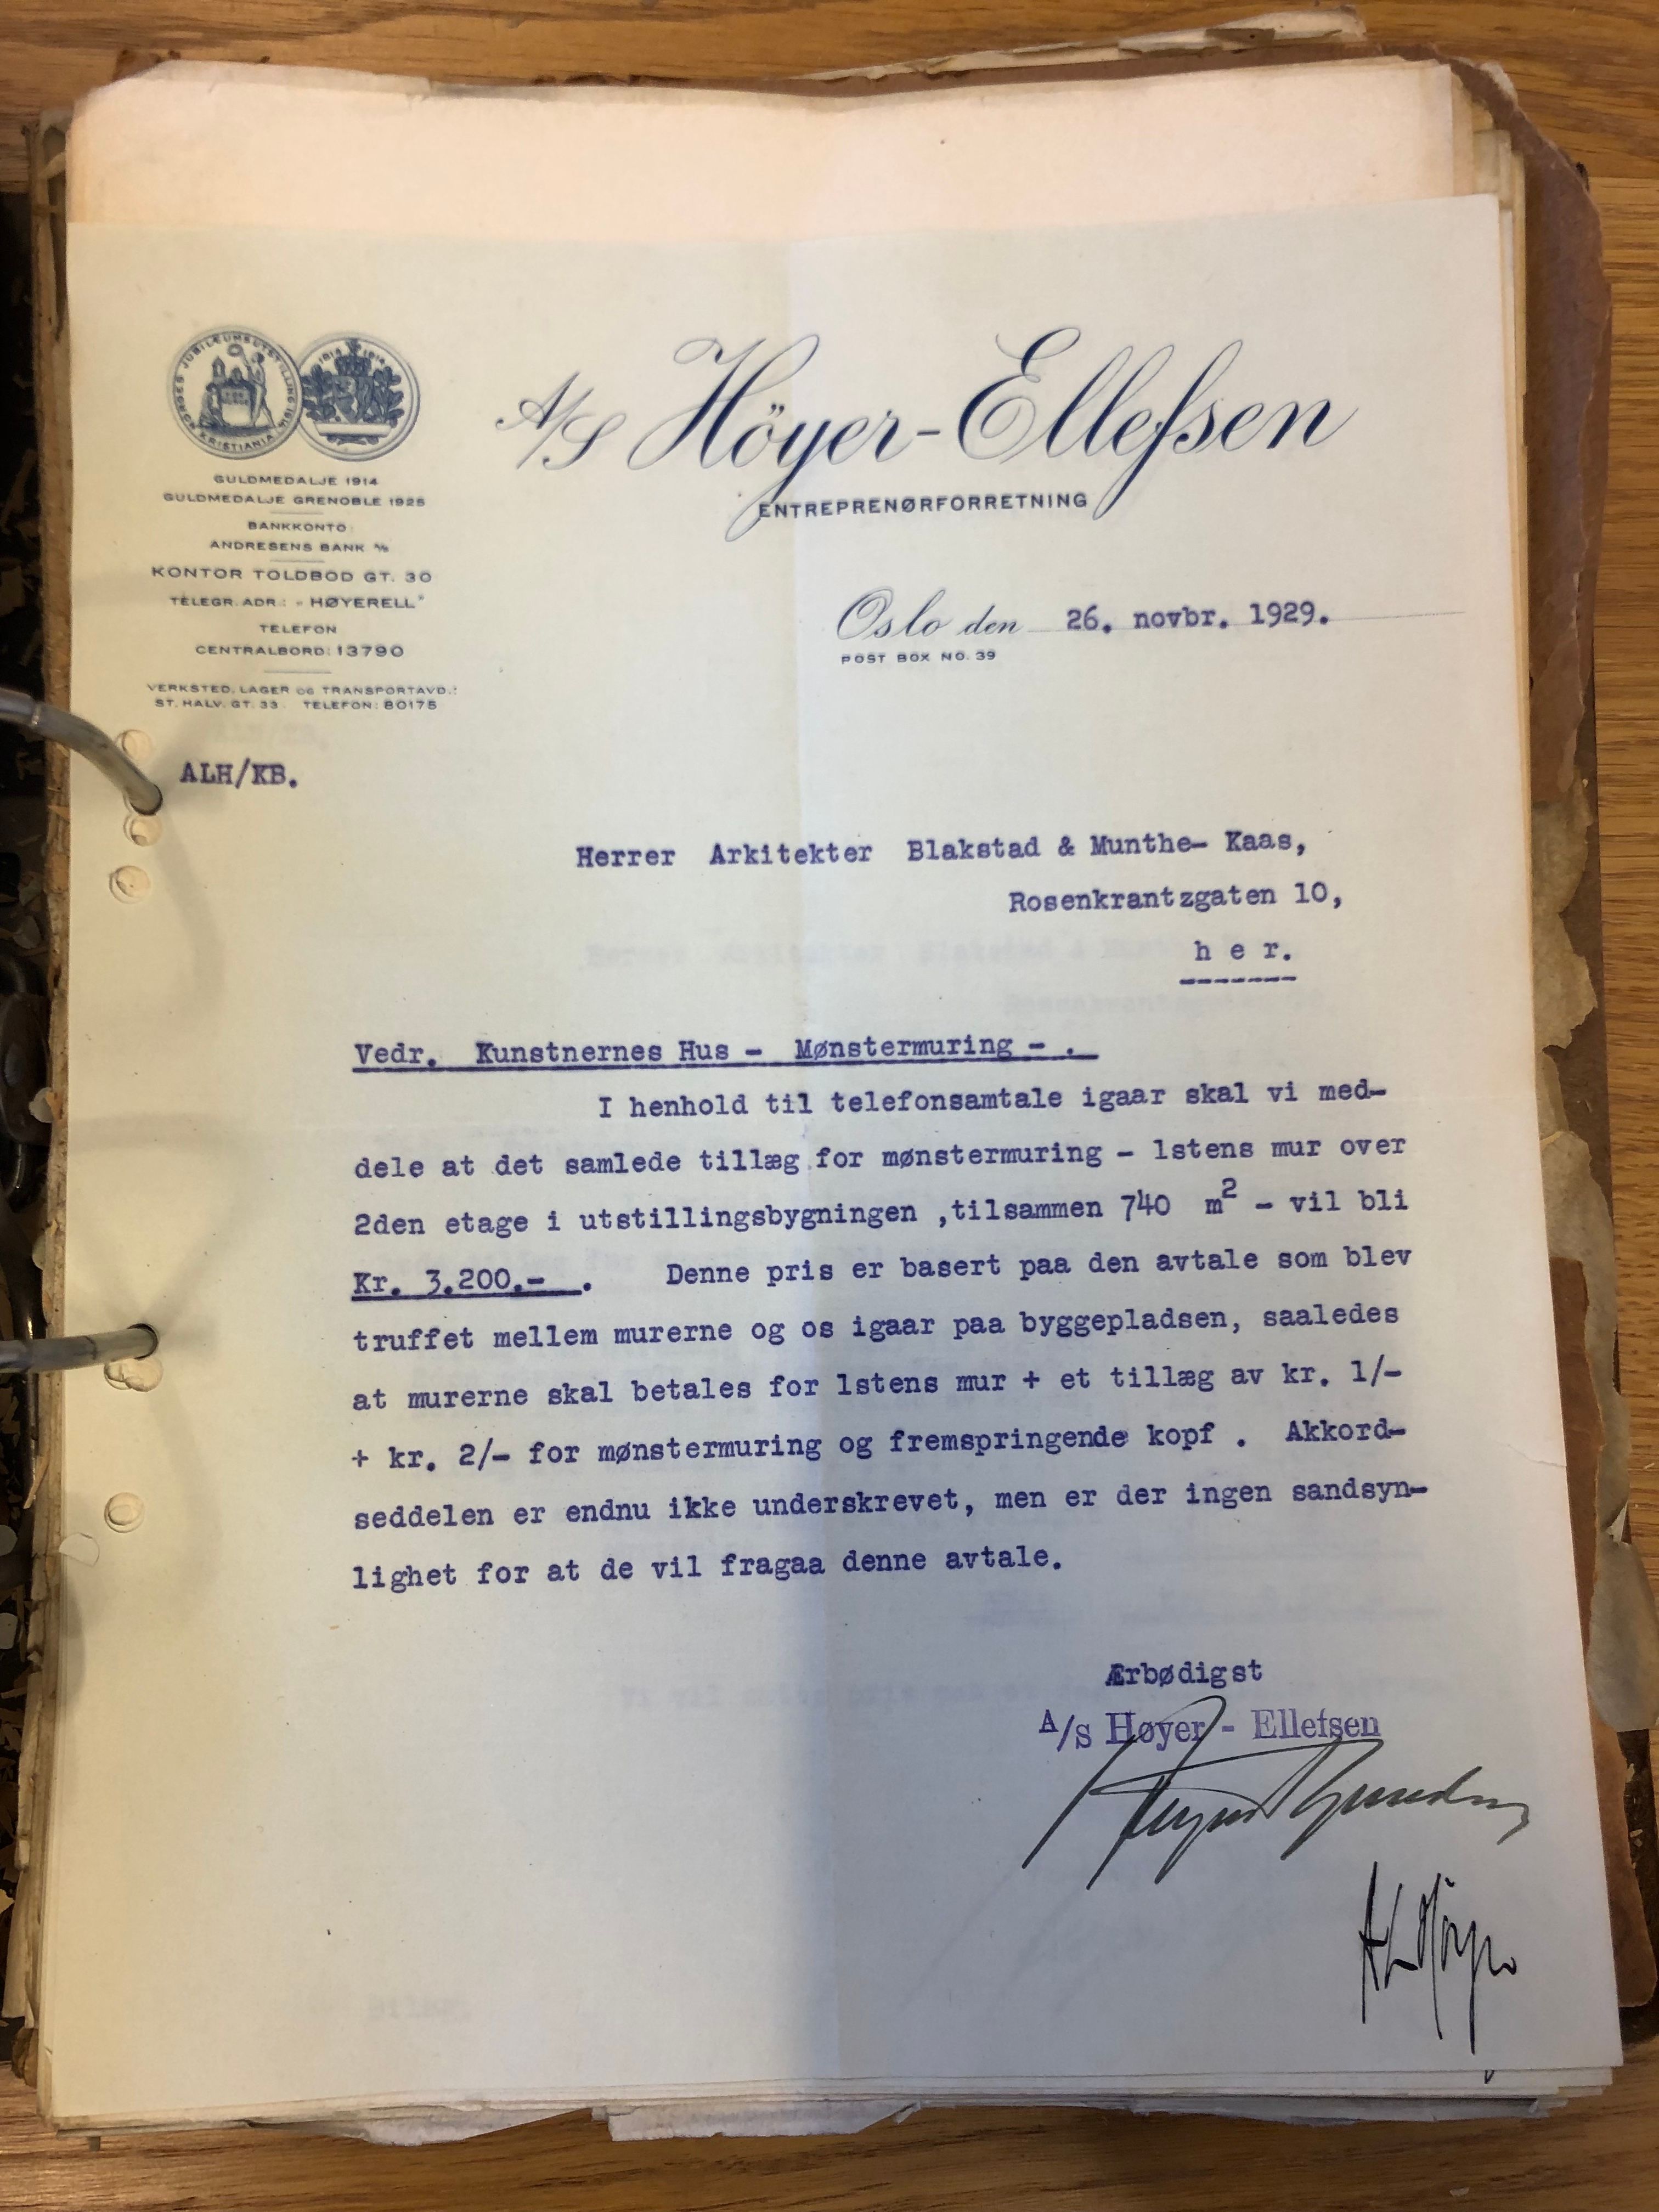 NORGES JUBILÆUMSUTSTILLING 1914
KRISTIANIA
1814 1914
GULDMEDALJE 1914
GULDMEDALJE GRENOBLE 1925
BANKKONTO:
ANDRESENS BANK A/S
KONTOR TOLDBOD GT. 30
TELEGR. ADR.: „HØYERELL"
TELEFON
CENTRALBORD: 13790
VERKSTED, LAGER OG TRANSPORTAVD.:
ST. HALV. GT. 33. TELEFON: 80175
A/S Höyer-Ellefsen
ENTREPRENØRFORRETNING
Oslo den 26. novbr. 1929.
POST BOX NO. 39
ALH/KB.
Herrer Arkitekter Blakstad & Munthe- Kaas,
Rosenkrantzgaten 10,
h e r.
-------
Vedr. Kunstnernes Hus - Mønstermuring - .
I henhold til telefonsamtale igaar skal vi med-
dele at det samlede tillæg for mønstermuring - 1stens mur over
2den etage i utstillingsbygningen ,tilsammen 740 m2 - vil bli
Kr. 3.200.- . Denne pris er basert paa den avtale som blev
truffet mellem murerne og os igaar paa byggepladsen, saaledes
at murerne skal betales for 1stens mur + et tillæg av kr. 1/-
+ kr. 2/- for mønstermuring og fremspringende kopf . Akkord-
seddelen er endnu ikke underskrevet, men er der ingen sandsyn-
lighet for at de vil fragaa denne avtale.
Ærbødigst
A/s Høyer - Ellefsen